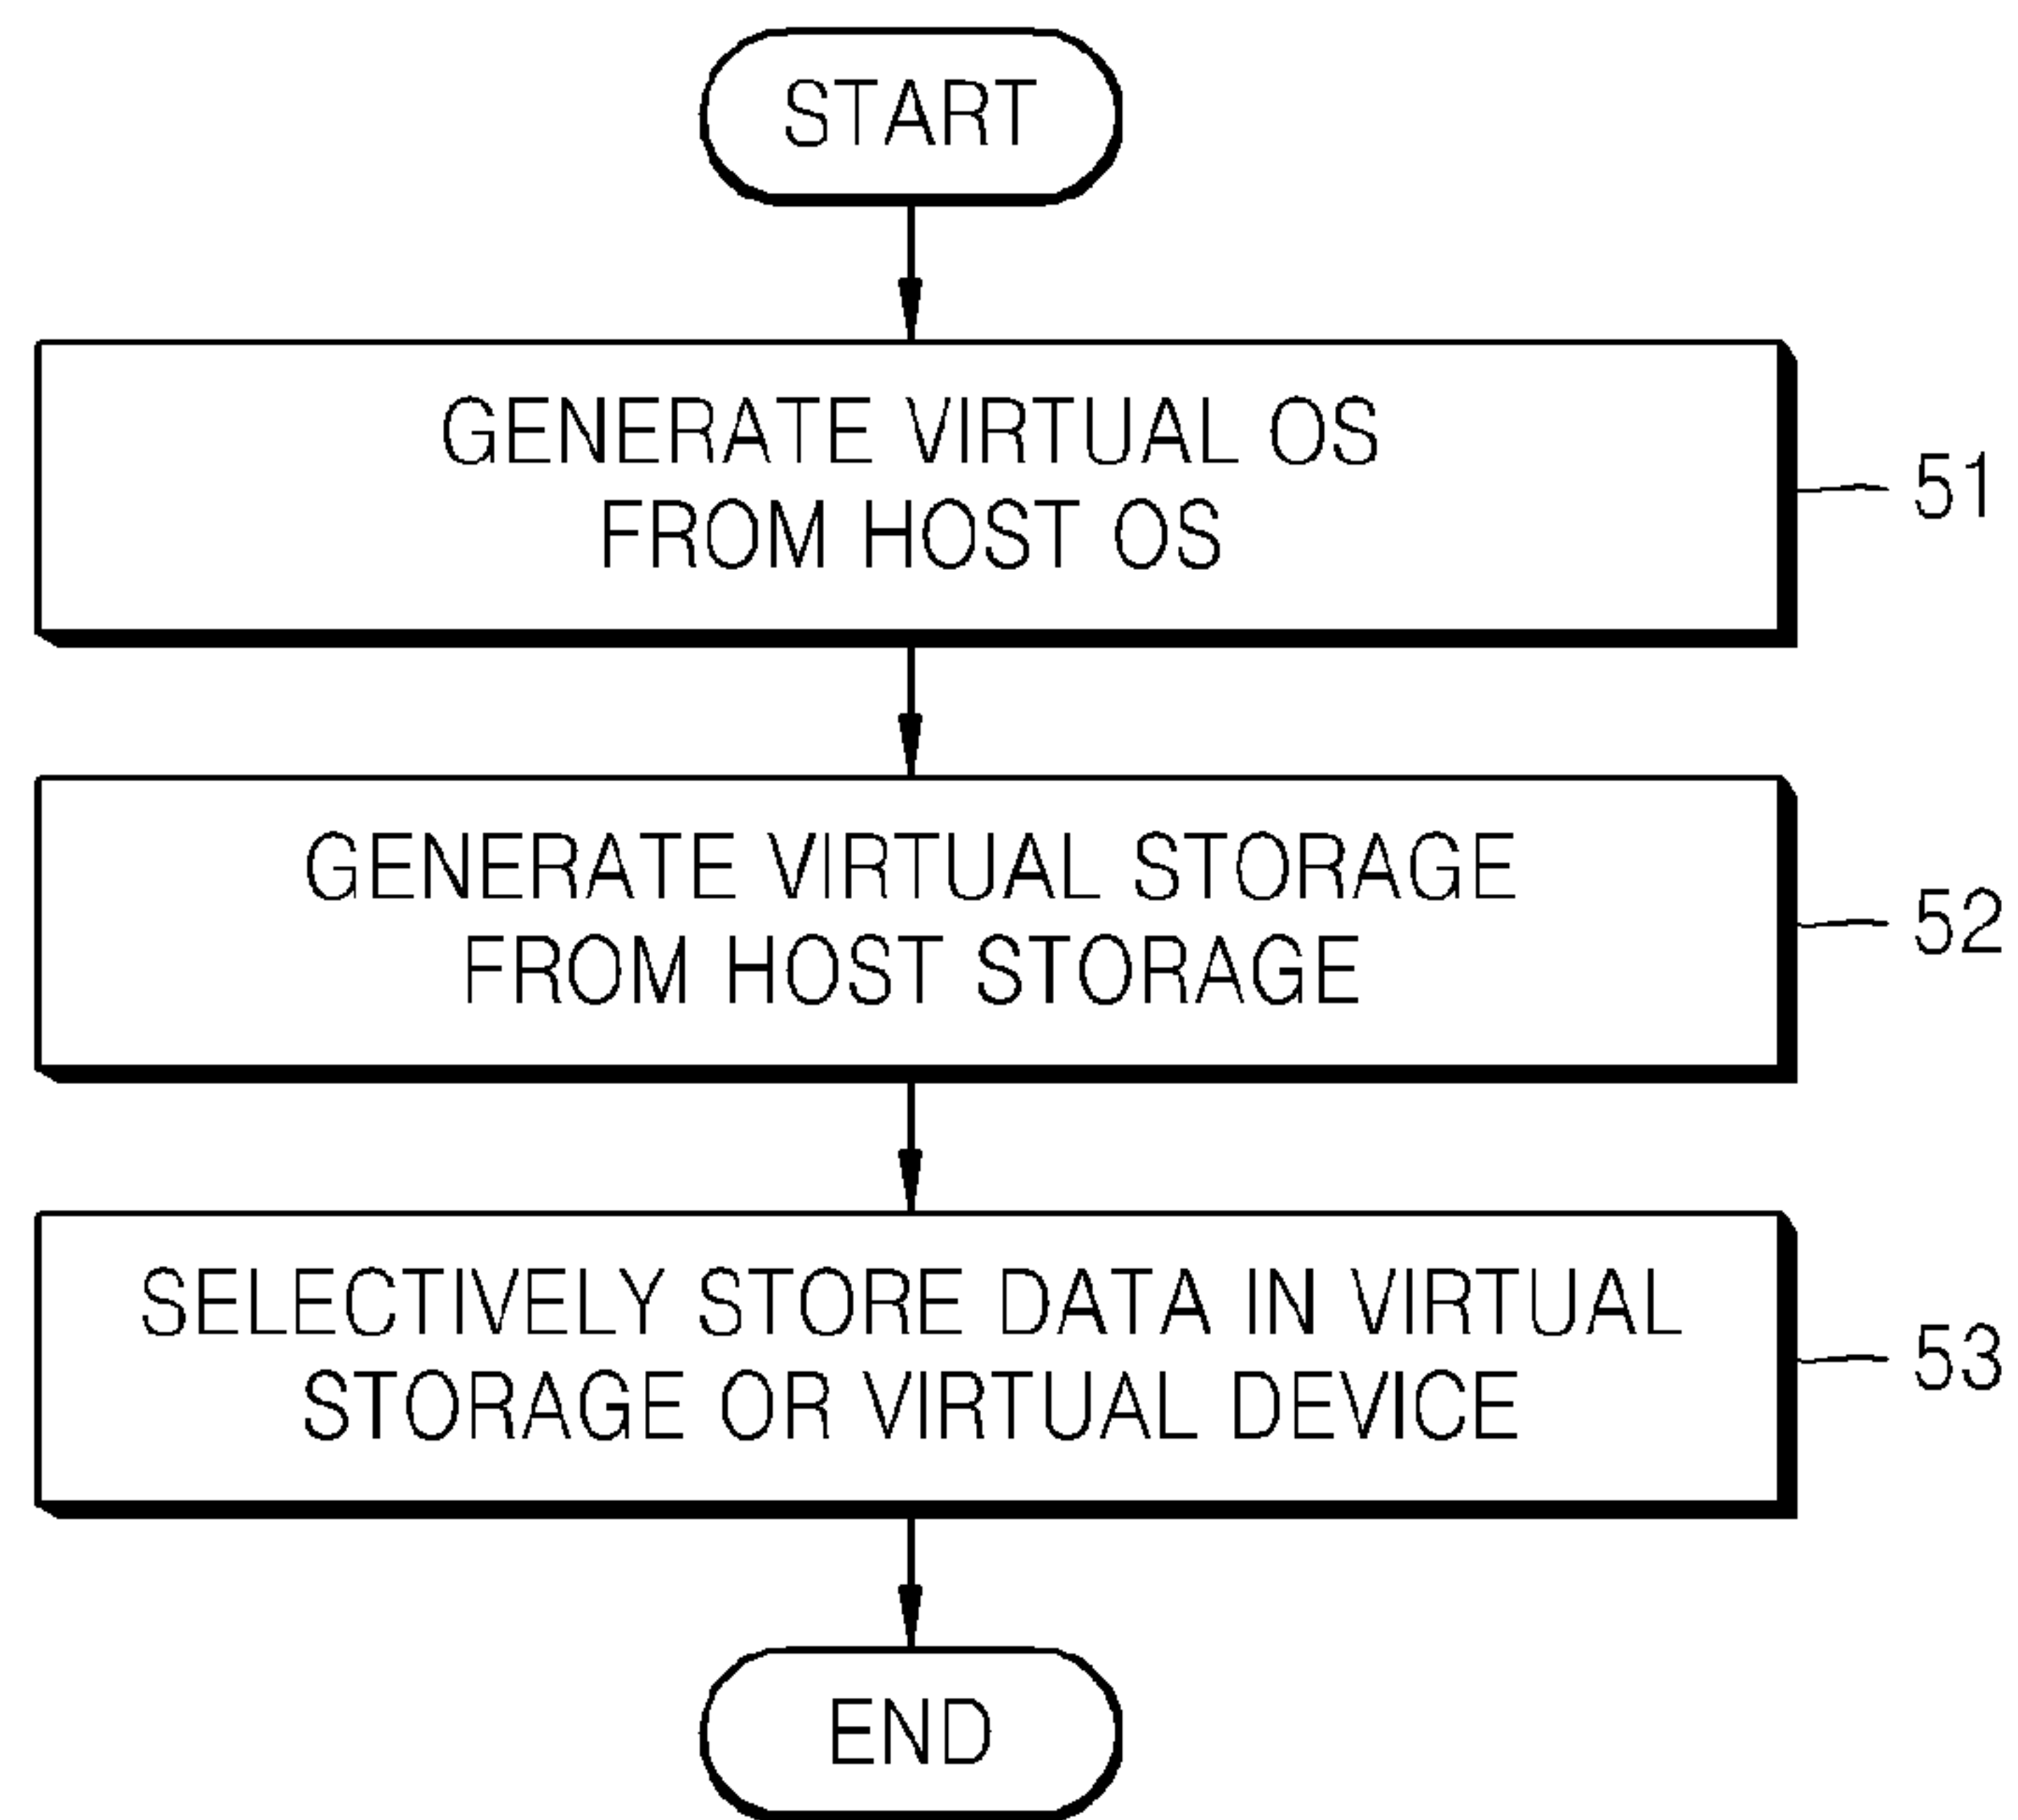 START
GENERATE VIRTUAL OS
FROM HOST OS
51
GENERATE VIRTUAL STORAGE
FROM HOST STORAGE
52
SELECTIVELY STORE DATA IN VIRTUAL
STORAGE OR VIRTUAL DEVICE
53
END